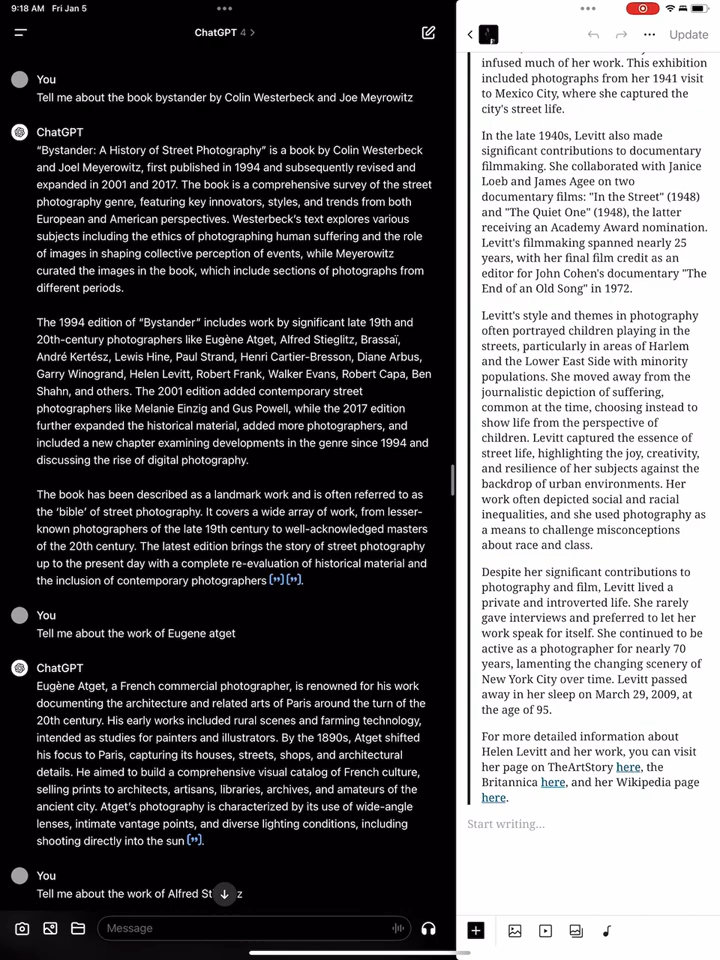 9:18 AM Fri Jan 5
ChatGPT 4 >
You
Tell me about the book bystander by Colin Westerbeck and Joe Meyrowitz
ChatGPT
“Bystander: A History of Street Photography” is a book by Colin Westerbeck
and Joel Meyerowitz, first published in 1994 and subsequently revised and
expanded in 2001 and 2017. The book is a comprehensive survey of the street
photography genre, featuring key innovators, styles, and trends from both
European and American perspectives. Westerbeck’s text explores various
subjects including the ethics of photographing human suffering and the role
of images in shaping collective perception of events, while Meyerowitz
curated the images in the book, which include sections of photographs from
different periods.
The 1994 edition of “Bystander” includes work by significant late 19th and
20th-century photographers like Eugène Atget, Alfred Stieglitz, Brassaï,
André Kertész, Lewis Hine, Paul Strand, Henri Cartier-Bresson, Diane Arbus,
Garry Winogrand, Helen Levitt, Robert Frank, Walker Evans, Robert Capa, Ben
Shahn, and others. The 2001 edition added contemporary street
photographers like Melanie Einzig and Gus Powell, while the 2017 edition
further expanded the historical material, added more photographers, and
included a new chapter examining developments in the genre since 1994 and
discussing the rise of digital photography.
The book has been described as a landmark work and is often referred to as
the ‘bible’ of street photography. It covers a wide array of work, from lesser-
known photographers of the late 19th century to well-acknowledged masters
of the 20th century. The latest edition brings the story of street photography
up to the present day with a complete re-evaluation of historical material and
the inclusion of contemporary photographers (”) (”).
You
Tell me about the work of Eugene atget
ChatGPT
Eugène Atget, a French commercial photographer, is renowned for his work
documenting the architecture and related arts of Paris around the turn of the
20th century. His early works included rural scenes and farming technology,
intended as studies for painters and illustrators. By the 1890s, Atget shifted
his focus to Paris, capturing its houses, streets, shops, and architectural
details. He aimed to build a comprehensive visual catalog of French culture,
selling prints to architects, artisans, libraries, archives, and amateurs of the
ancient city. Atget’s photography is characterized by its use of wide-angle
lenses, intimate vantage points, and diverse lighting conditions, including
shooting directly into the sun (”).
You
Tell me about the work of Alfred St z
Message
Update
infused much of her work. This exhibition
included photographs from her 1941 visit
to Mexico City, where she captured the
city's street life.
In the late 1940s, Levitt also made
significant contributions to documentary
filmmaking. She collaborated with Janice
Loeb and James Agee on two
documentary films: "In the Street" (1948)
and "The Quiet One" (1948), the latter
receiving an Academy Award nomination.
Levitt's filmmaking spanned nearly 25
years, with her final film credit as an
editor for John Cohen's documentary "The
End of an Old Song" in 1972.
Levitt's style and themes in photography
often portrayed children playing in the
streets, particularly in areas of Harlem
and the Lower East Side with minority
populations. She moved away from the
journalistic depiction of suffering,
common at the time, choosing instead to
show life from the perspective of
children. Levitt captured the essence of
street life, highlighting the joy, creativity,
and resilience of her subjects against the
backdrop of urban environments. Her
work often depicted social and racial
inequalities, and she used photography as
a means to challenge misconceptions
about race and class.
Despite her significant contributions to
photography and film, Levitt lived a
private and introverted life. She rarely
gave interviews and preferred to let her
work speak for itself. She continued to be
active as a photographer for nearly 70
years, lamenting the changing scenery of
New York City over time. Levitt passed
away in her sleep on March 29, 2009, at
the age of 95.
For more detailed information about
Helen Levitt and her work, you can visit
her page on TheArtStory here, the
Britannica here, and her Wikipedia page
here.
Start writing...